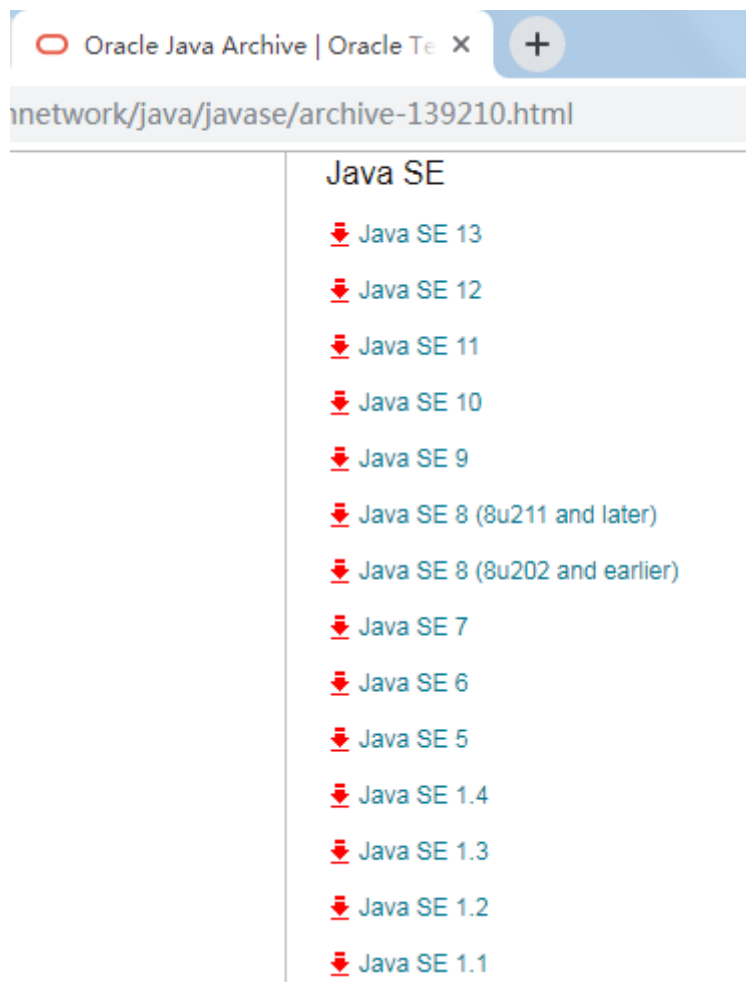 Oracle Java Archive | Oracle Te
nnetwork/java/javase/archive-139210.html
Java SE
Java SE 13
Java SE 12
Java SE 11
Java SE 10
Java SE 9
Java SE 8 (8u211 and later)
Java SE 8 (8u202 and earlier)
Java SE 7
Java SE 6
Java SE 5
Java SE 1.4
Java SE 1.3
Java SE 1.2
Java SE 1.1